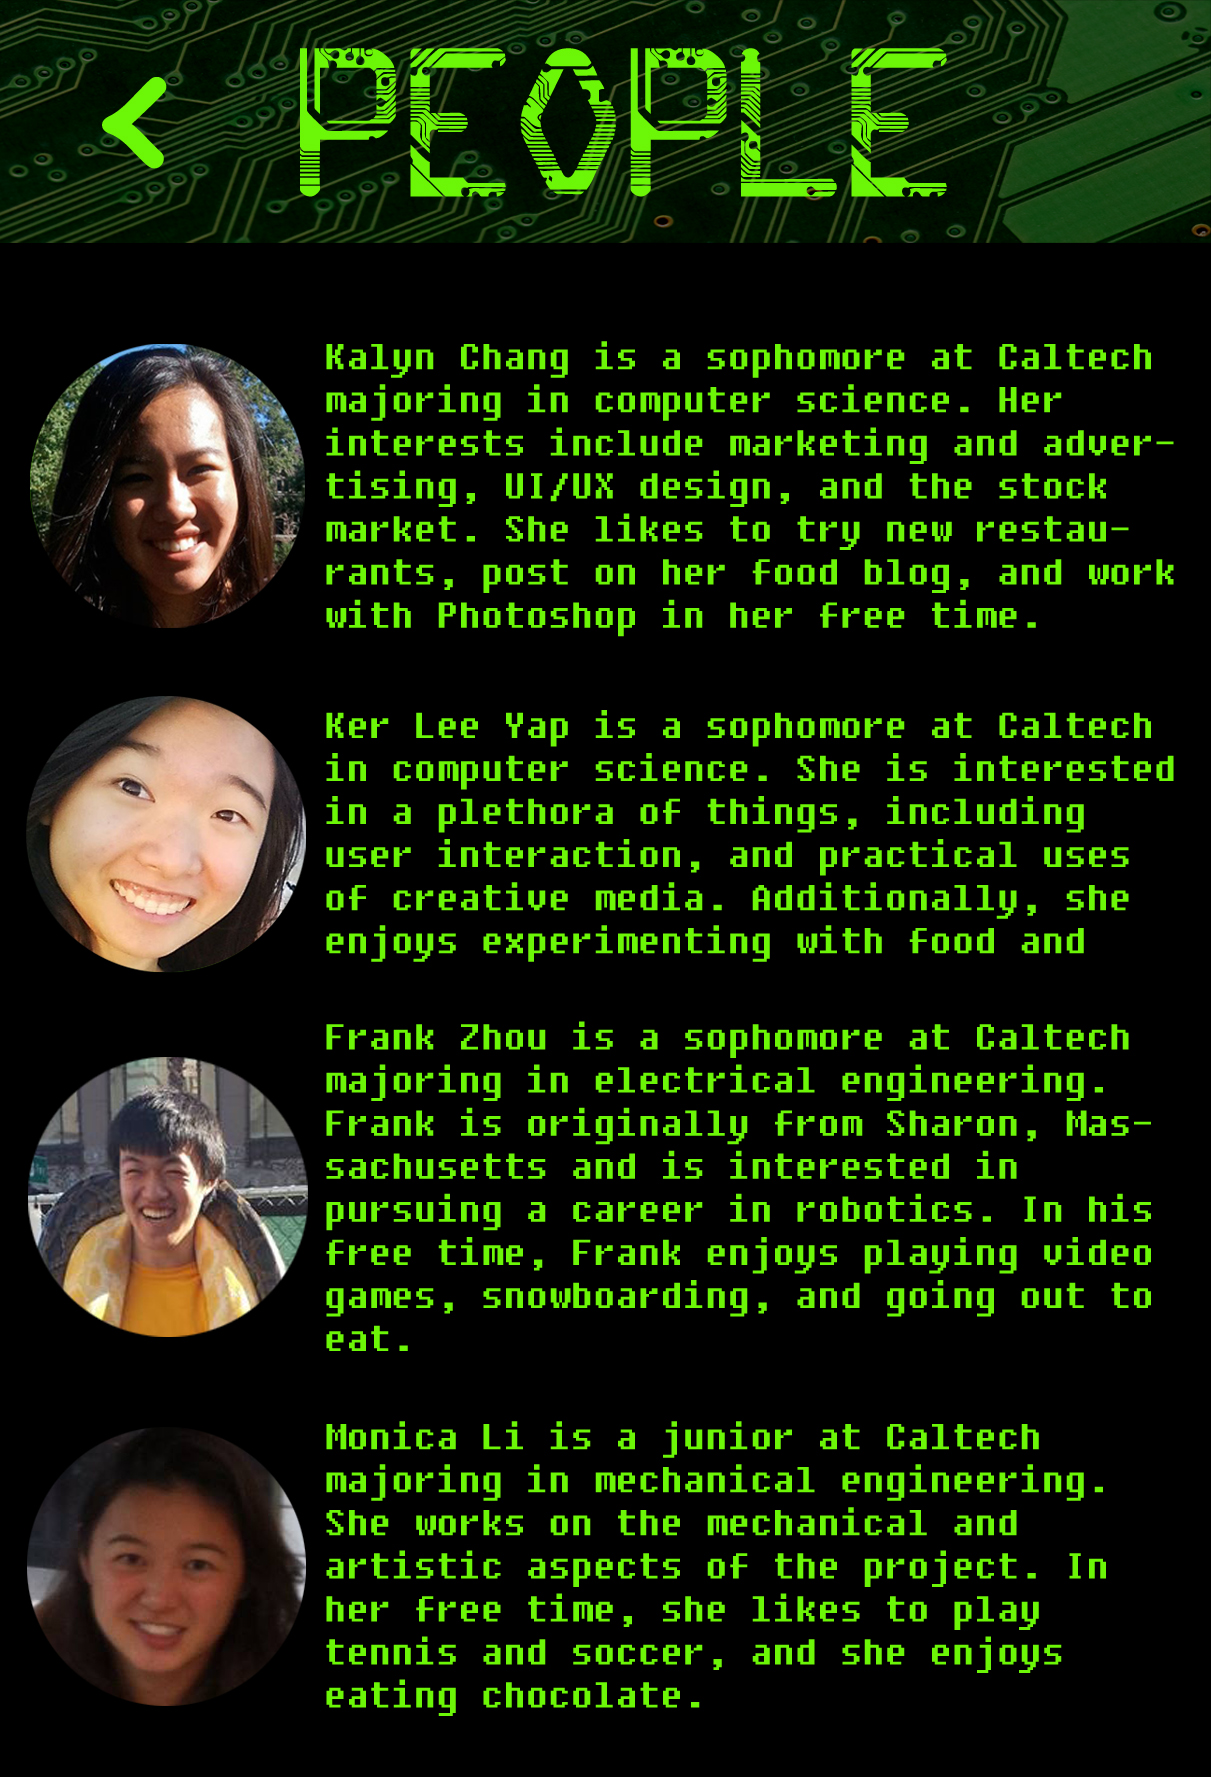 PEOPLE
Kalyn Chang is a sophomore at Caltech
majoring in computer science. Her
interests include marketing and adver-
tising, UI/UX design, and the stock
market. She likes to try new restau-
rants, post on her food blog, and work
with Photoshop in her free time.
Ker Lee Yap is a sophomore at Caltech
in computer science. She is interested
in a plethora of things, including
user interaction, and practical uses
of creative media. Additionally, she
enjoys experimenting with food and
Frank Zhou is a sophomore at Caltech
majoring in electrical engineering.
Frank is originally from Sharon, Mas-
sachusetts and is interested in
pursuing a career in robotics. In his
free time, Frank enjoys playing video
games, snowboarding, and going out to
eat.
Monica Li is a junior at Caltech
majoring in mechanical engineering.
She works on the mechanical and
artistic aspects of the project. In
her free time, she likes to play
tennis and soccer, and she enjoys
eating chocolate.